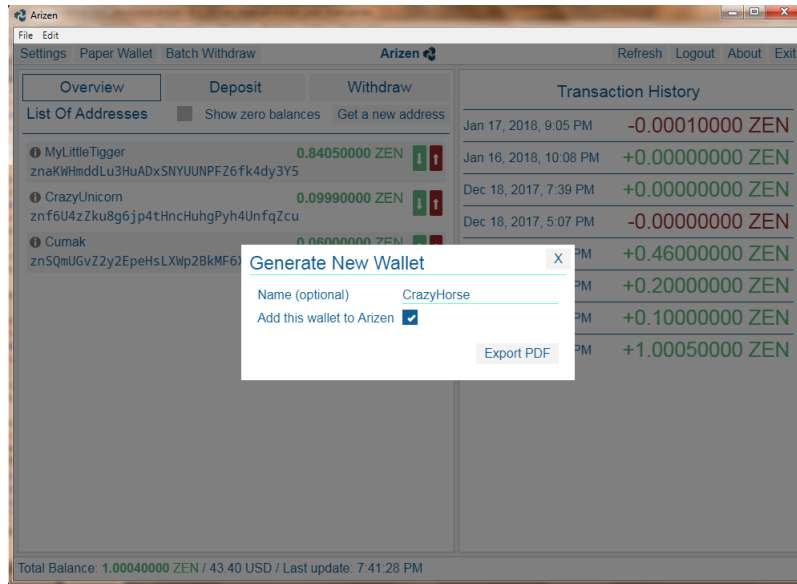 Arizen
File Edit
Settings Paper Wallet Batch Withdraw Arizen Refresh Logout About Exit
Overview Deposit Withdraw
List Of Addresses Show zero balances Get a new address
MyLittleTigger 0.84050000 ZEN
znaKWHmddLu3HuADxSNYUUNPFZ6fk4dy3Y5
CrazyUnicorn 0.09990000 ZEN
znf6U4zZku8g6jp4tHncHuhgPyh4UnfqZcu
Cumak 0.06000000 ZEN
znSQmUGvZ2y2EpeHsLXWp2BkMF6
Generate New Wallet X
Name (optional) CrazyHorse
Add this wallet to Arizen
Export PDF
Transaction History
Jan 17, 2018, 9:05 PM -0.00010000 ZEN
Jan 16, 2018, 10:08 PM +0.00000000 ZEN
Dec 18, 2017, 7:39 PM +0.00000000 ZEN
Dec 18, 2017, 5:07 PM -0.00000000 ZEN
PM +0.46000000 ZEN
PM +0.20000000 ZEN
PM +0.10000000 ZEN
PM +1.00050000 ZEN
Total Balance: 1.00040000 ZEN / 43.40 USD / Last update: 7:41:28 PM